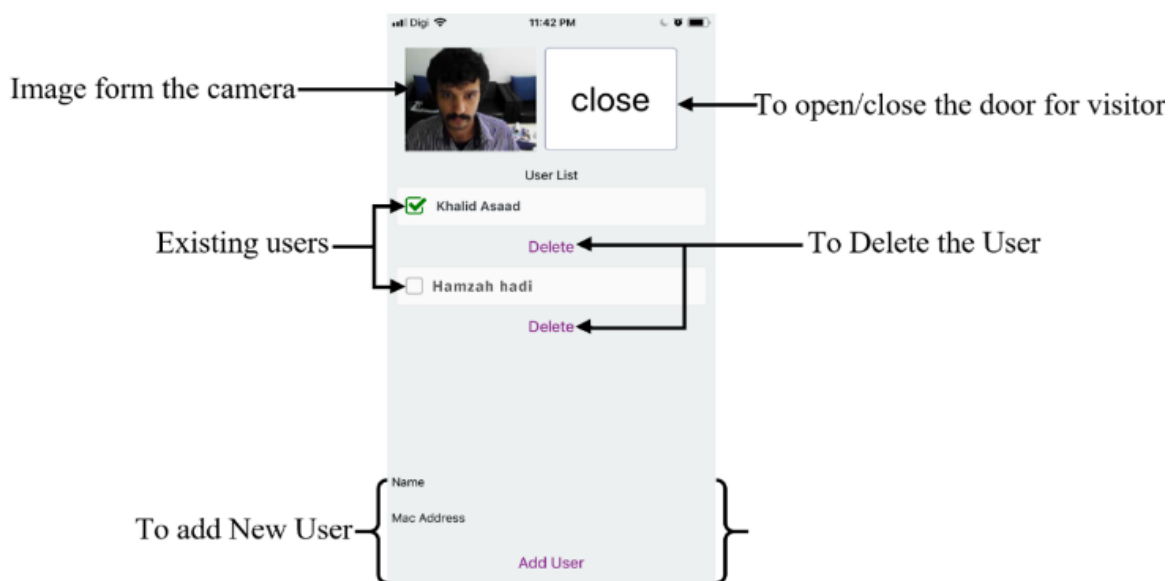 Digi 11:42 PM
Image form the camera
close
To open/close the door for visitor
User List
Khalid Asaad
Existing users
Delete
To Delete the User
Hamzah hadi
Delete
Name
To add New User
Mac Address
Add User